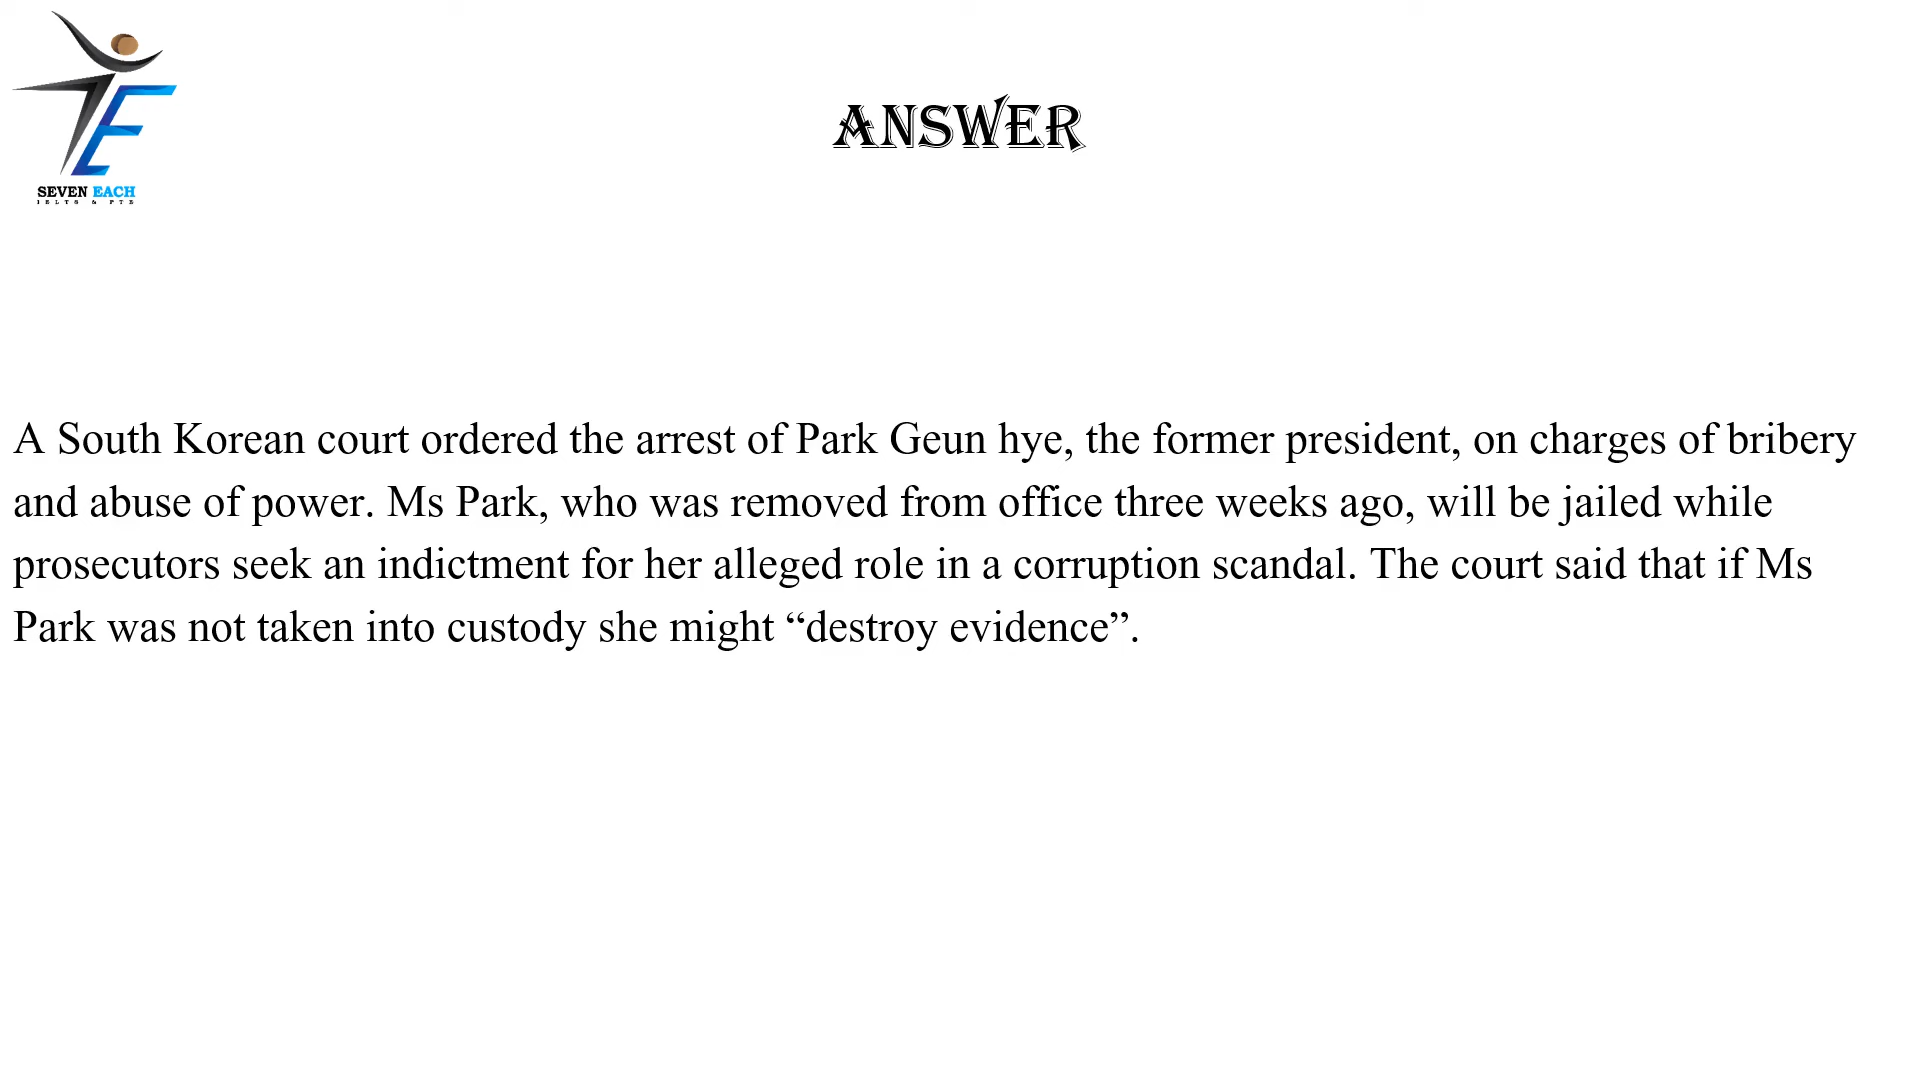 SEVEN EACH
IELTS & PTE
ANSWER
A South Korean court ordered the arrest of Park Geun hye, the former president, on charges of bribery
and abuse of power. Ms Park, who was removed from office three weeks ago, will be jailed while
prosecutors seek an indictment for her alleged role in a corruption scandal. The court said that if Ms
Park was not taken into custody she might “destroy evidence”.